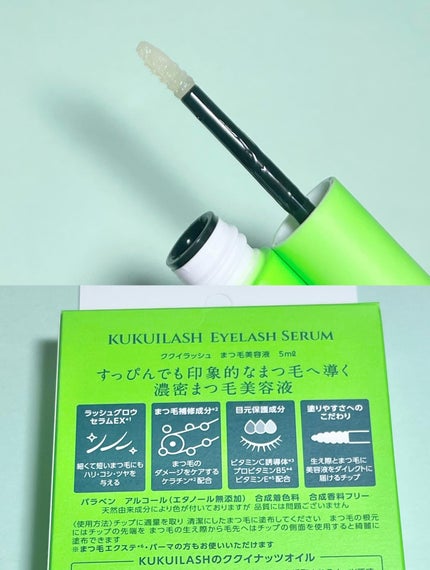 KUKUILASH EYELASH SERUM
ククイラッシュ まつ毛美容液 5mℓ
すっぴんでも印象的なまつ毛へ導く
濃密まつ毛美容液
ラッシュグロウ
セラムEX*1
細くて短いまつ毛にも
ハリ・コシ・ツヤを
与える
まつ毛補修成分*2
まつ毛の
ダメージをケアする
ケラチン*2配合
目元保護成分
ビタミンC誘導体*3
プロビタミンB5*4
ビタミンE*5配合
塗りやすさへの
こだわり
生え際とまつ毛に
美容液をダイレクトに
届けるチップ
パラベン アルコール(エタノール無添加) 合成着色料 合成香料フリー
天然由来成分により色が付いておりますが 品質には問題ございません
〈使用方法〉チップに適量を取り 清潔にしたまつ毛に塗布してください まつ毛の根元
にはチップの先端を まつ毛の生え際から毛先へはチップの側面を使用すると綺麗に
塗布できます
※まつ毛エクステ*6・パーマの方もお使いいただけます
KUKUILASHのククイナッツオイル